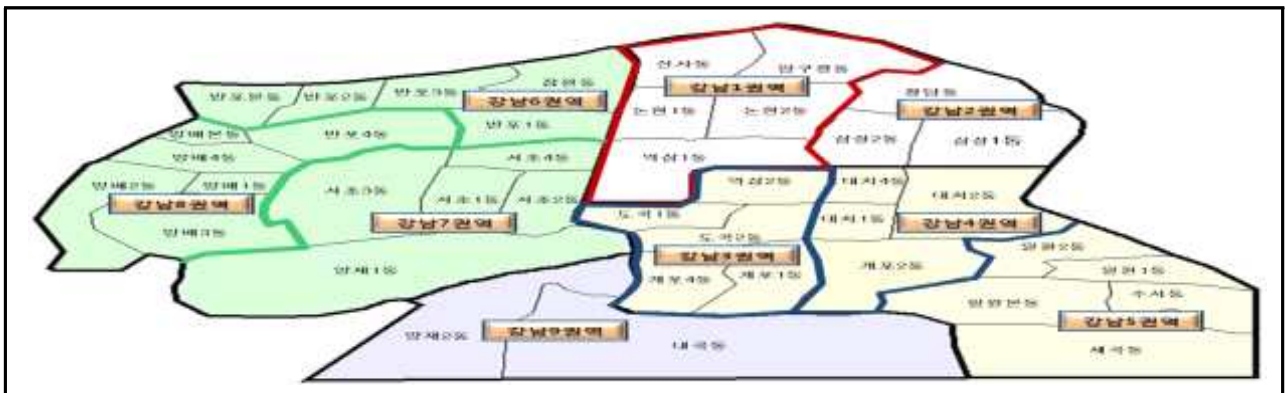 신사동
압구정동
잠원동
강남1권역
청담동
반포본동
반포2동
반포3동
강남6권역
강남2권역
논현1동
논현2동
반포1동
방배본동
반포4동
삼성2동
삼성1동
방배4동
서초4동
역삼1동
역삼2동
대치4동
방배2동
방배1동
서초3동
서초1동
서초2동
대치2동
강남8권역
도곡1동
대치1동
강남7권역
강남4권역
방배3동
도곡2동
일원2동
강남3권역
양재1동
개포2동
일원1동
개포4동
개포1동
수서동
일원본동
강남5권역
양재2동
강남9권역
내곡동
세곡동